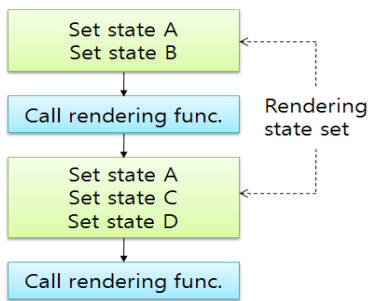 Set state A
Set state B
Call rendering func.
Rendering
state set
Set state A
Set state C
Set state D
Call rendering func.